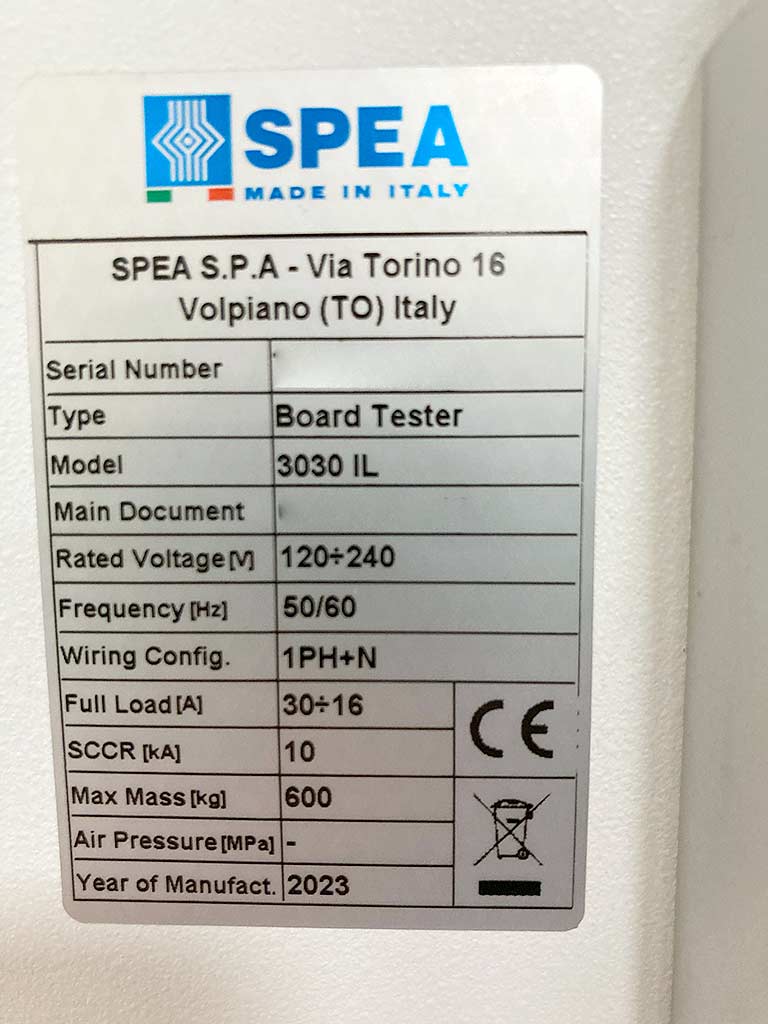 SPEA
MADE IN ITALY
SPEA S.P.A - Via Torino 16
Volpiano (TO) Italy
Serial Number
Type Board Tester
Model 3030 IL
Main Document
Rated Voltage[V] 120÷240
Frequency [Hz] 50/60
Wiring Config. 1PH+N
Full Load [A] 30÷16
SCCR [kA] 10
CE
Max Mass [kg] 600
Air Pressure [MPa] -
Year of Manufact. 2023